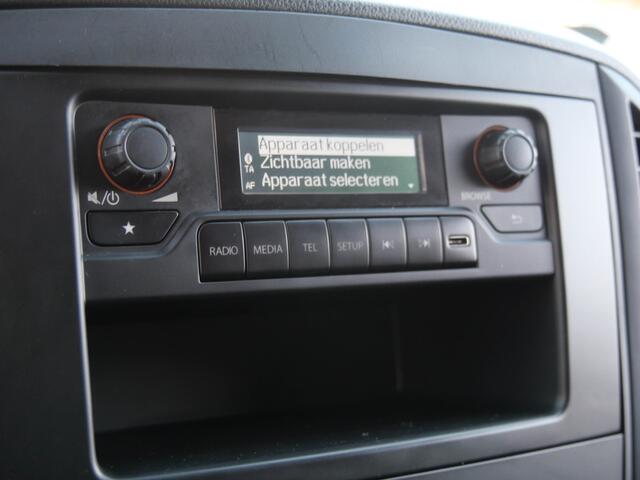 Apparaat koppelen
Zichtbaar maken
TA
Apparaat selecteren
AF
BROWSE
RADIO
MEDIA
TEL
SETUP